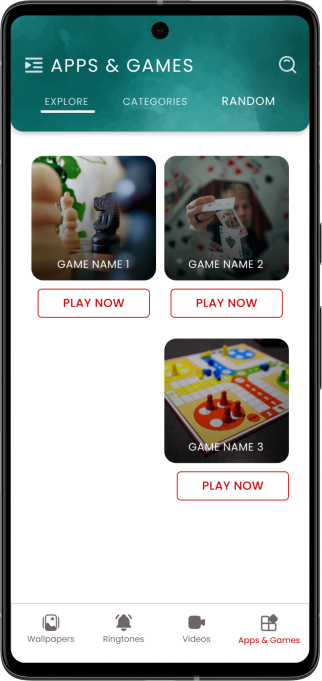 APPS & GAMES
EXPLORE CATEGORIES RANDOM
GAME NAME 1 GAME NAME 2
PLAY NOW PLAY NOW
GAME NAME 3
PLAY NOW
Wallpapers Ringtones Videos Apps & Games